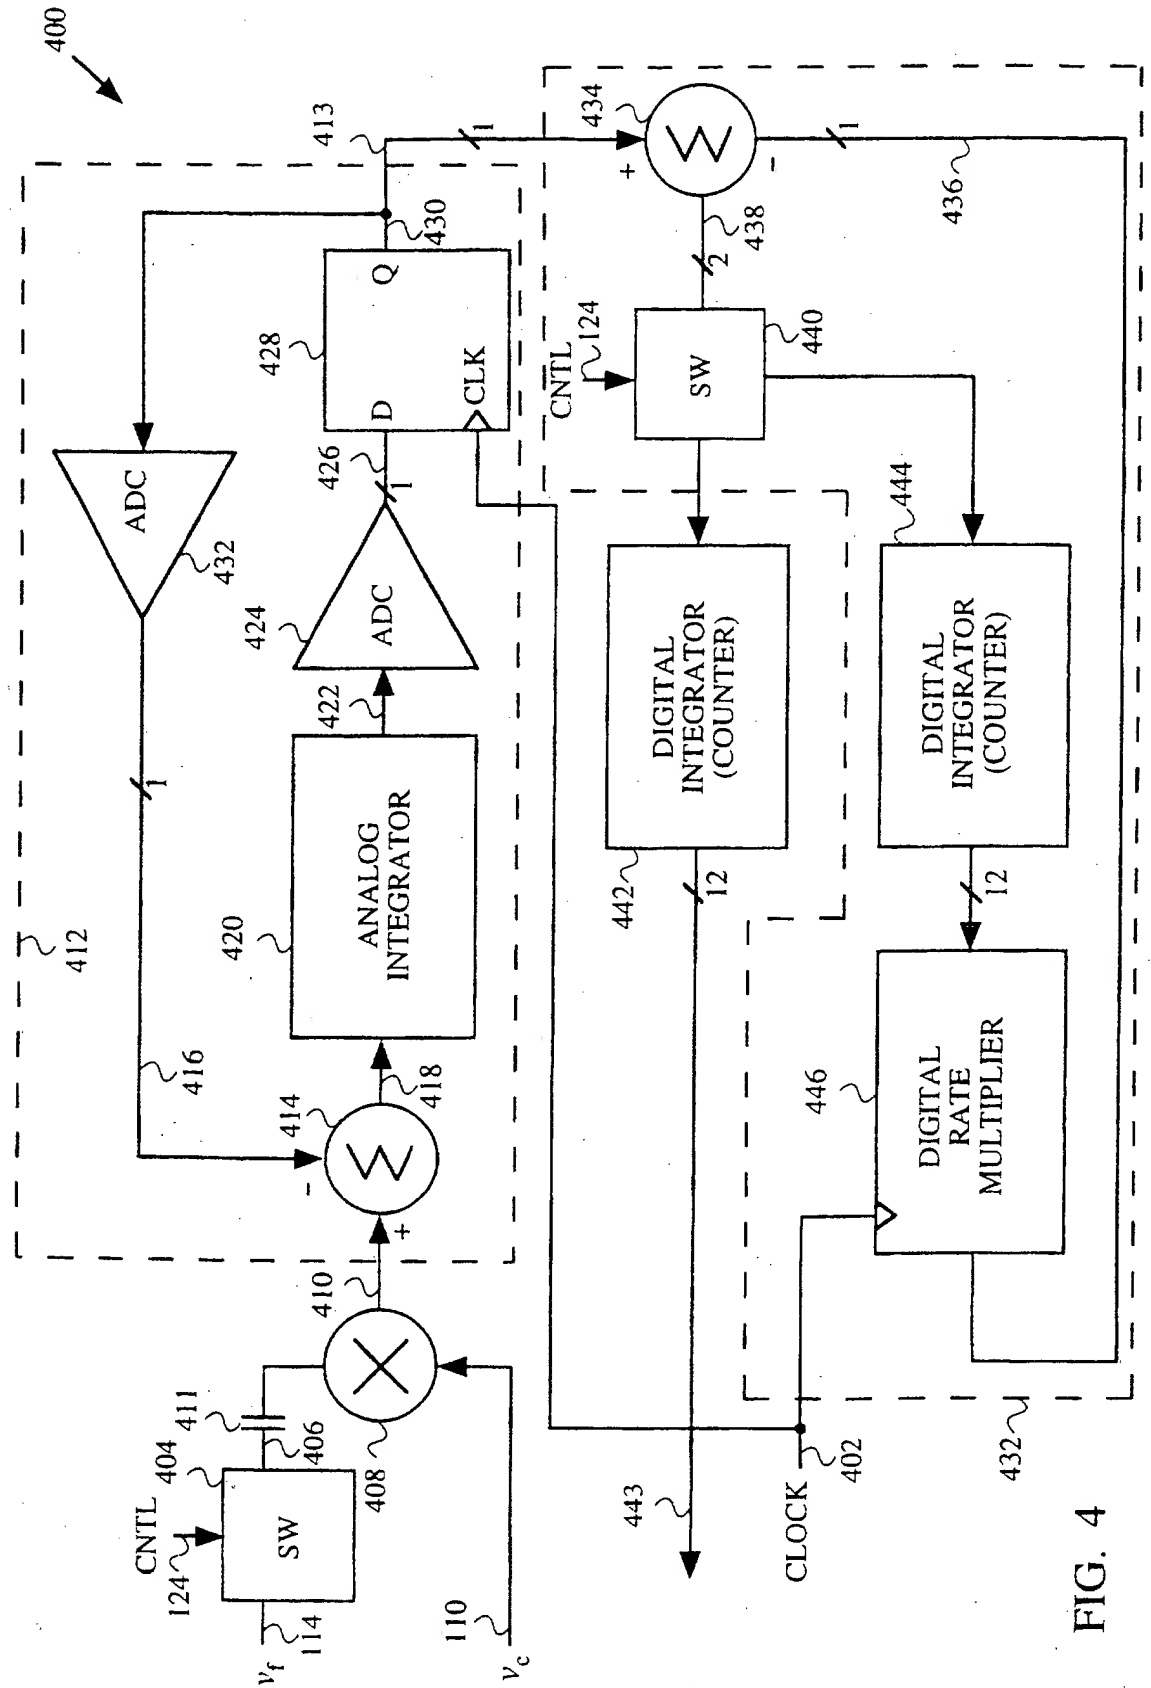 400
412
416
1
ADC
432
413
430
1
420
ANALOG
INTEGRATOR
422
424
ADC
426
1
428
D
Q
CLK
414
-
+
418
410
411
406
404
408
CNTL
124
SW
v_f
114
110
v_c
434
+
-
1
436
438
2
CNTL
124
SW
440
DIGITAL
INTEGRATOR
(COUNTER)
442
12
443
444
DIGITAL
INTEGRATOR
(COUNTER)
12
446
DIGITAL
RATE
MULTIPLIER
CLOCK
402
432
FIG. 4